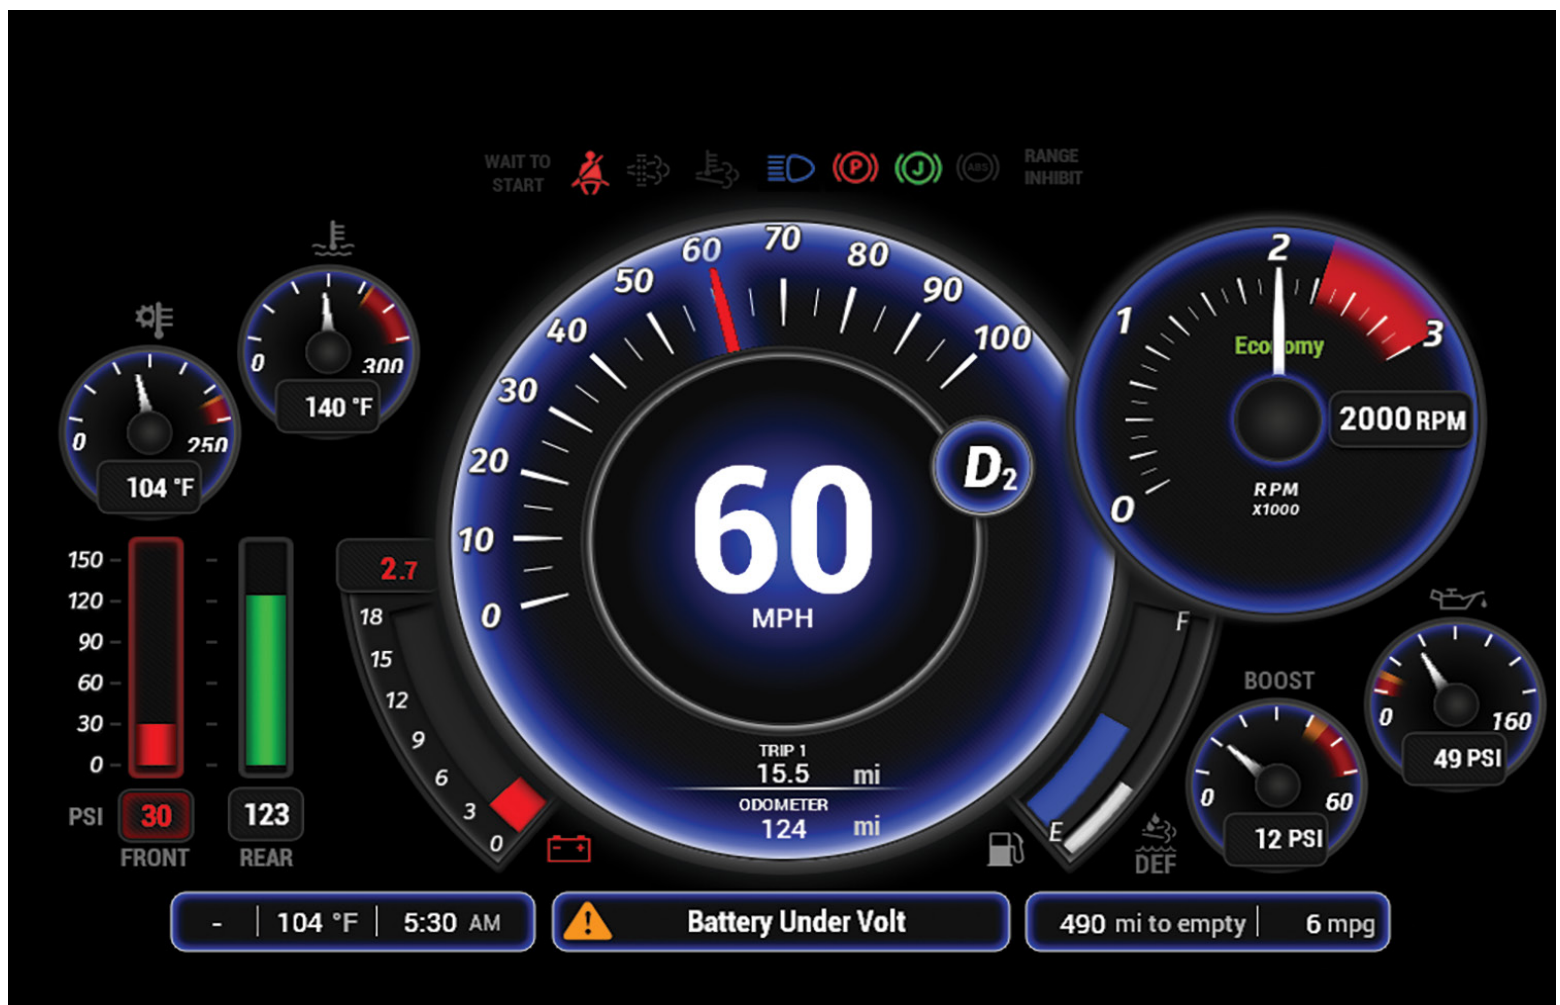 WAIT TO
START
P
J
ABS
RANGE
INHIBIT
0
300
140 °F
0
250
104 °F
0
10
20
30
40
50
60
70
80
90
100
60
MPH
D2
TRIP 1
15.5 mi
ODOMETER
124 mi
0
1
2
3
Economy
2000 RPM
RPM
X1000
150
120
90
60
30
0
PSI
30
123
FRONT
REAR
2.7
18
15
12
9
6
3
0
F
E
DEF
BOOST
0
60
12 PSI
0
160
49 PSI
- 104 °F 5:30 AM
Battery Under Volt
490 mi to empty 6 mpg